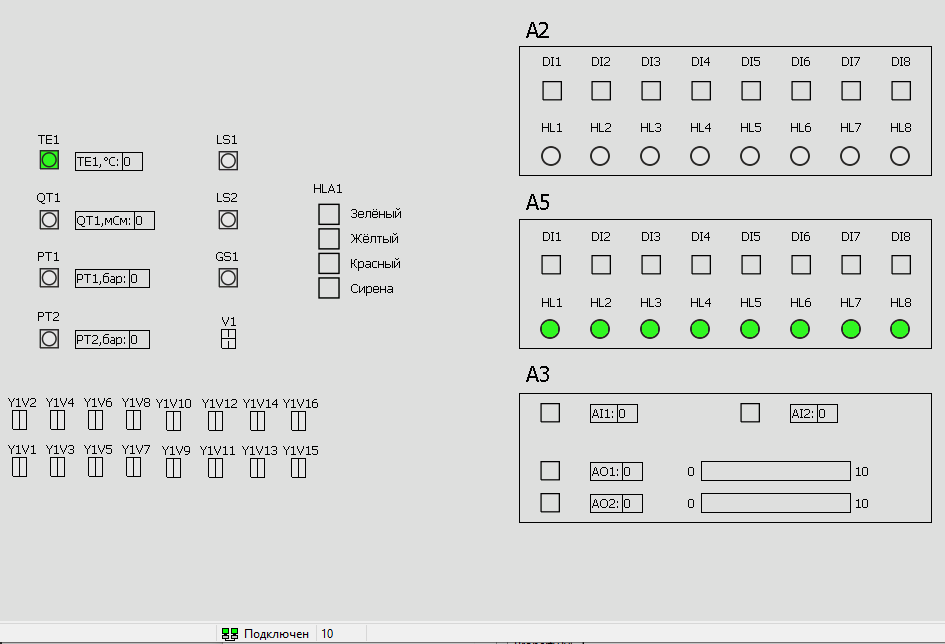 A2
DI1 DI2 DI3 DI4 DI5 DI6 DI7 DI8
HL1 HL2 HL3 HL4 HL5 HL6 HL7 HL8
TE1
TE1,°C: 0
LS1
QT1
QT1,мСм: 0
LS2
PT1
PT1,бар: 0
GS1
PT2
PT2,бар: 0
V1
HLA1
Зелёный
Жёлтый
Красный
Сирена
A5
DI1 DI2 DI3 DI4 DI5 DI6 DI7 DI8
HL1 HL2 HL3 HL4 HL5 HL6 HL7 HL8
A3
AI1: 0 AI2: 0
AO1: 0 0 10
AO2: 0 0 10
Y1V2 Y1V4 Y1V6 Y1V8 Y1V10 Y1V12 Y1V14 Y1V16
Y1V1 Y1V3 Y1V5 Y1V7 Y1V9 Y1V11 Y1V13 Y1V15
Подключен 10